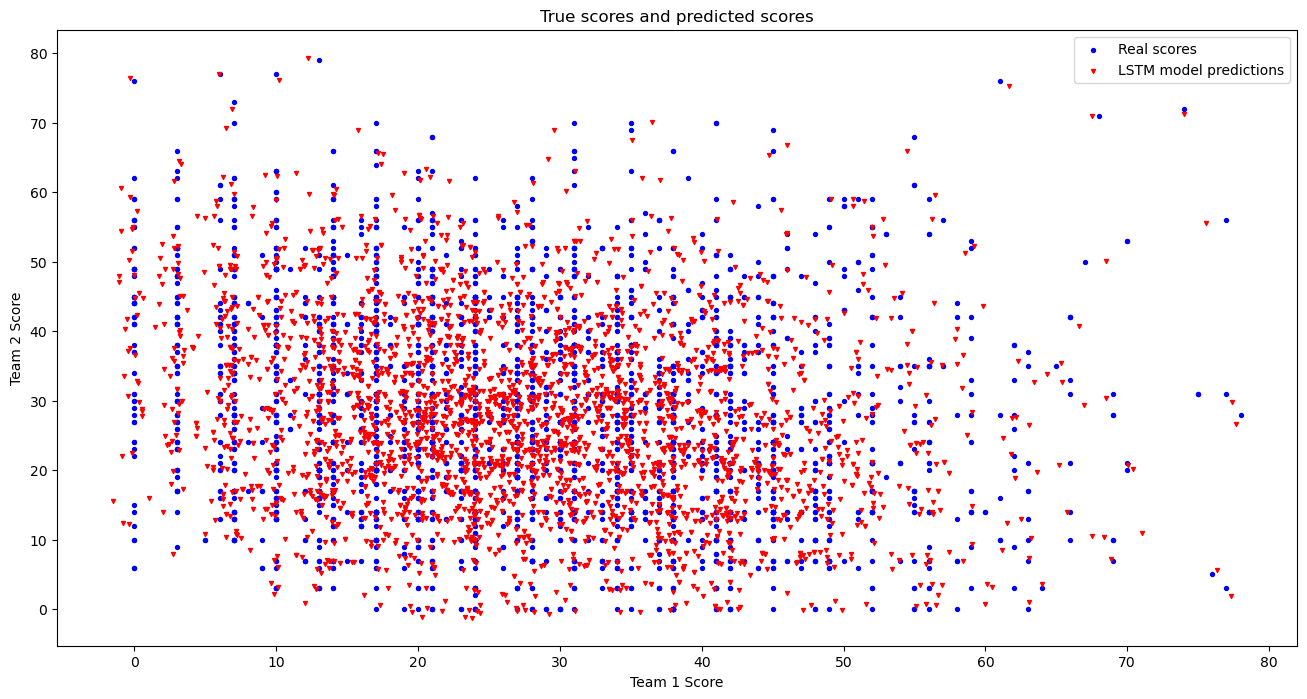 True scores and predicted scores
Real scores
LSTM model predictions
80
70
60
50
40
30
20
10
0
Team 2 Score
0 10 20 30 40 50 60 70 80
Team 1 Score